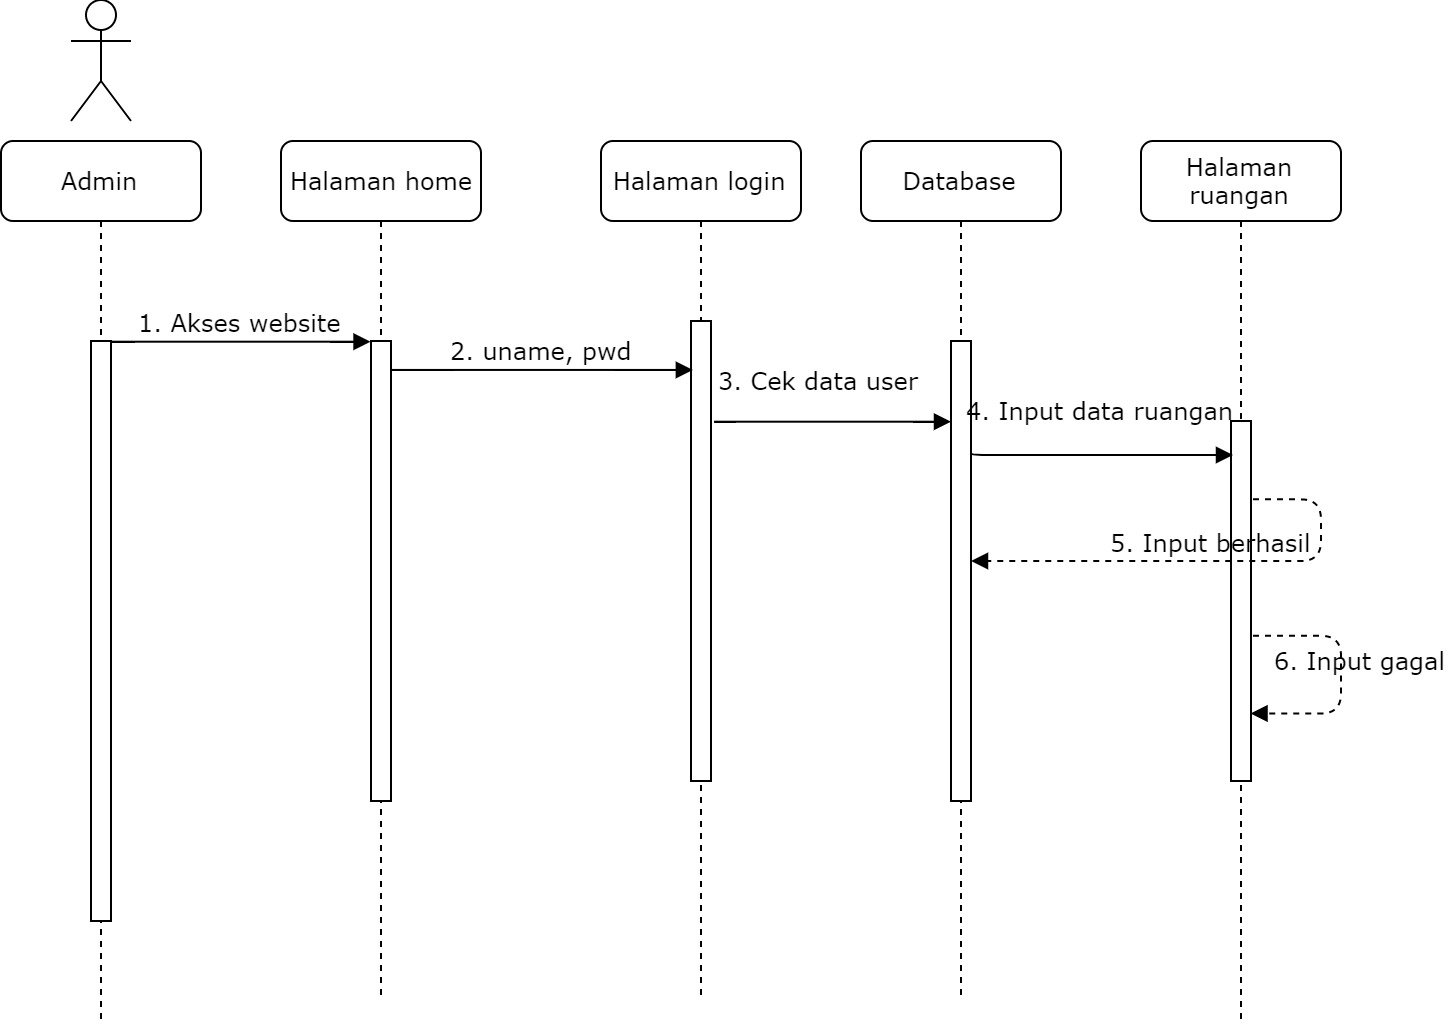 Admin
Halaman home
Halaman login
Database
Halaman
ruangan
1. Akses website
2. uname, pwd
3. Cek data user
4. Input data ruangan
5. Input berhasil
6. Input gagal